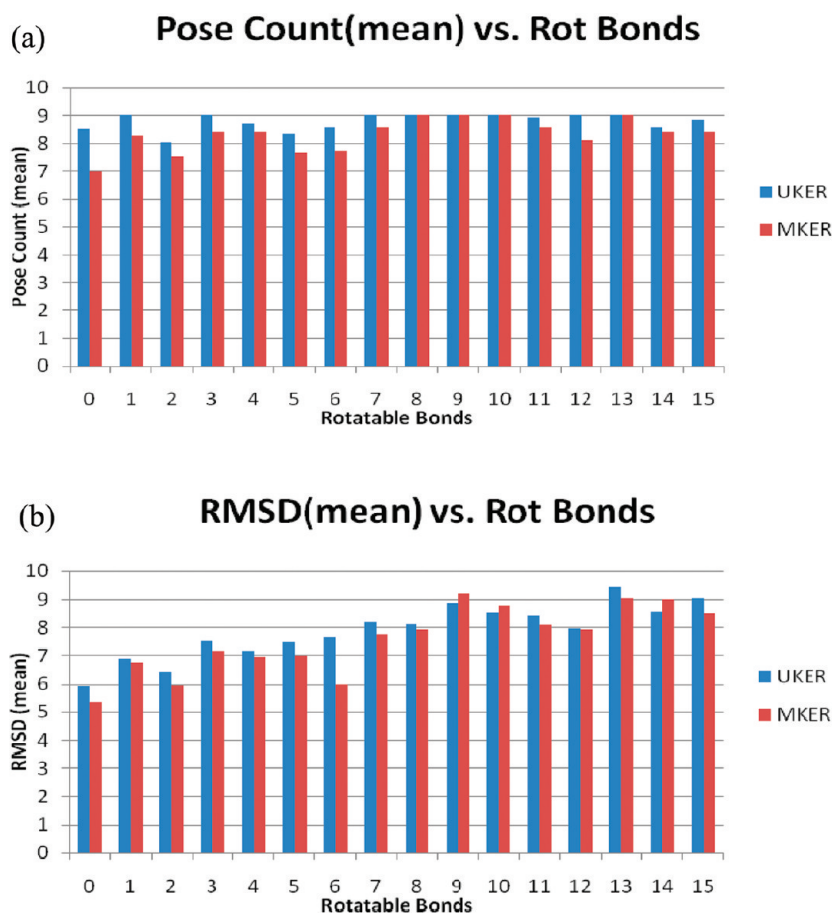 (a)
Pose Count(mean) vs. Rot Bonds
10
9
8
7
6
5
4
3
2
1
0
Pose Count (mean)
0 1 2 3 4 5 6 7 8 9 10 11 12 13 14 15
Rotatable Bonds
UKER
MKER
(b)
RMSD(mean) vs. Rot Bonds
10
9
8
7
6
5
4
3
2
1
0
RMSD (mean)
0 1 2 3 4 5 6 7 8 9 10 11 12 13 14 15
Rotatable Bonds
UKER
MKER